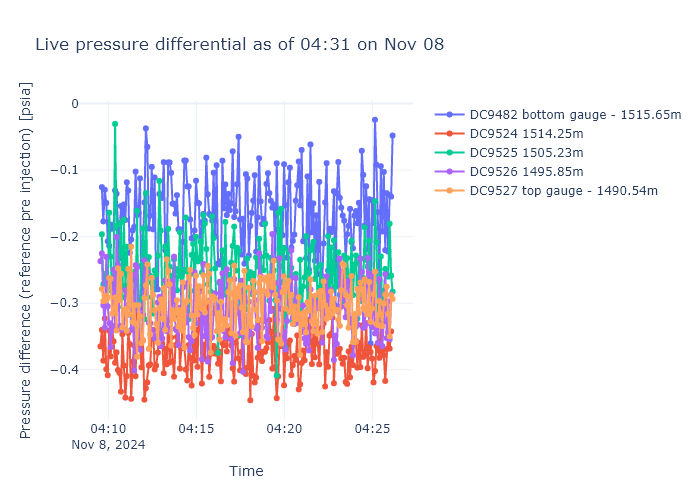 Live pressure differential as of 04:31 on Nov 08
Pressure difference (reference pre injection) [psia]
0
−0.1
−0.2
−0.3
−0.4
04:10
Nov 8, 2024
04:15
04:20
04:25
Time
DC9482 bottom gauge - 1515.65m
DC9524 1514.25m
DC9525 1505.23m
DC9526 1495.85m
DC9527 top gauge - 1490.54m